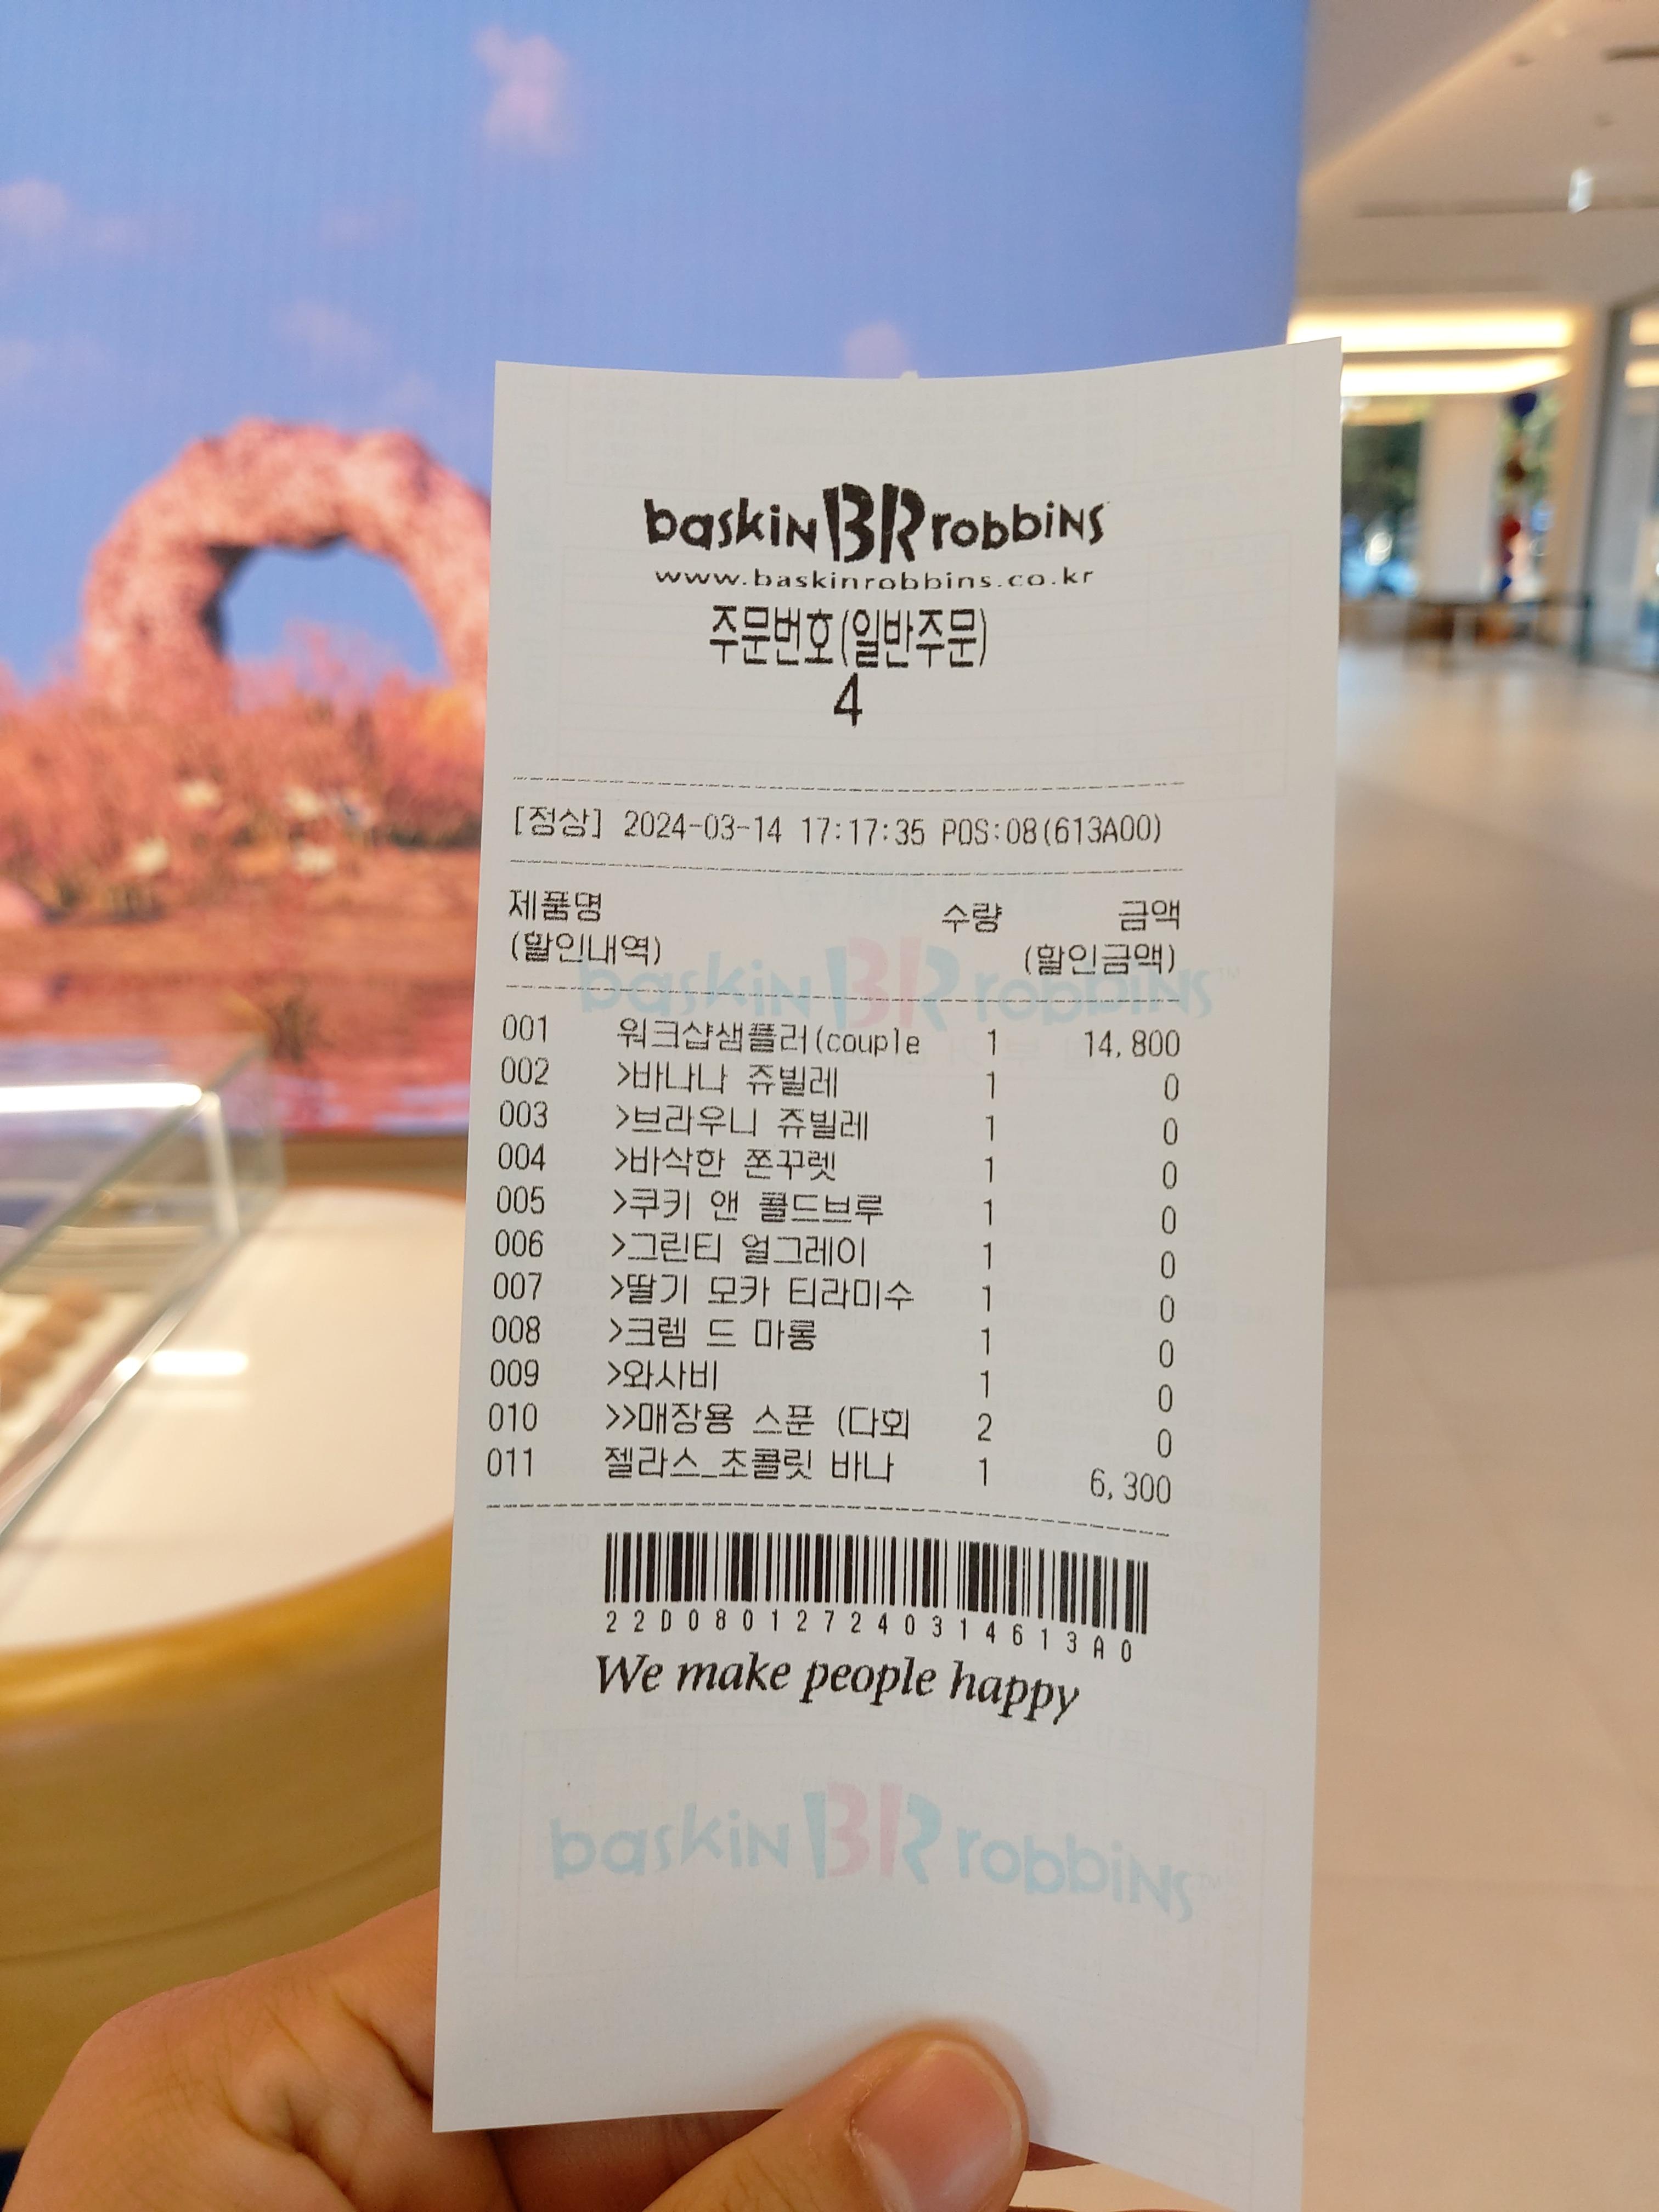 baskin BR robbins
www.baskinrobbins.co.kr
주문번호(일반주문)
4
[정상] 2024-03-14 17:17:35 POS:08(613A00)
제품명 수량 금액
(할인내역) (할인금액)
001 워크샵샘플러(couple 1 14,800
002 >바나나 쥬빌레 1 0
003 >브라우니 쥬빌레 1 0
004 >바삭한 쫀꾸렛 1 0
005 >쿠키 앤 콜드브루 1 0
006 >그린티 얼그레이 1 0
007 >딸기 모카 티라미수 1 0
008 >크렘 드 마롱 1 0
009 >와사비 1 0
010 >>매장용 스푼 (다회 2 0
011 젤라스_초콜릿 바나 1 6,300
22D080127240314613A0
We make people happy
baskin BR robbins
baskin BR robbins